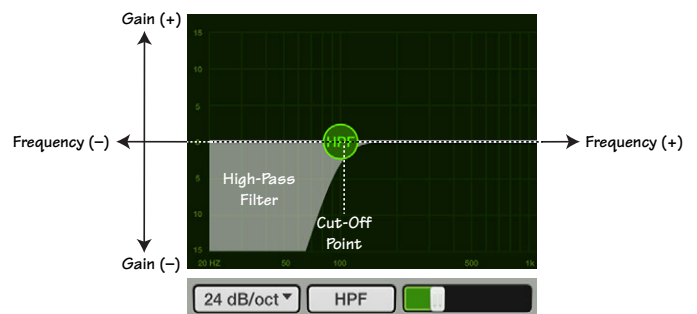 Gain (+)
15
10
5
Frequency (–)
0
HPF
Frequency (+)
5
High-Pass
Filter
10
Cut-Off
Point
15
Gain (–)
20 HZ
50
100
500
1k
24 dB/oct
HPF